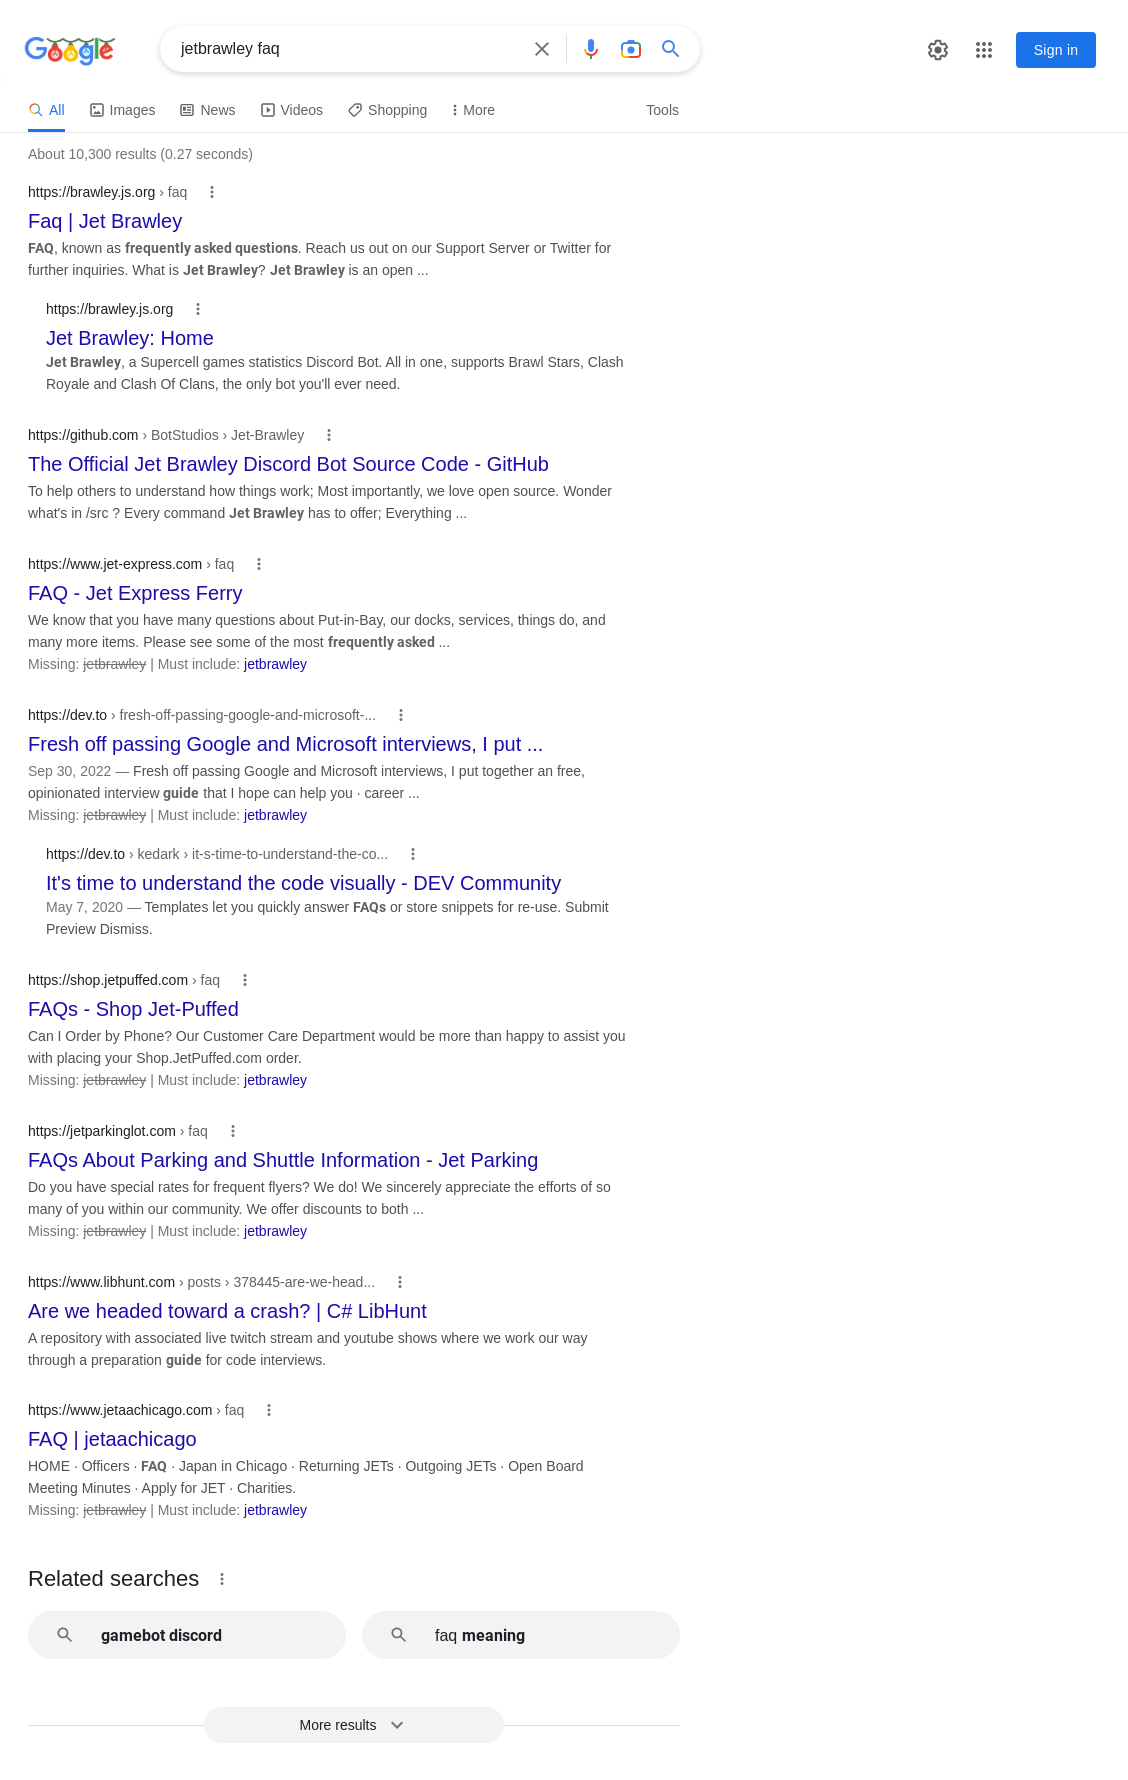 Google
jetbrawley faq
Sign in
All
Images
News
Videos
Shopping
More
Tools
About 10,300 results (0.27 seconds)
https://brawley.js.org › faq
Faq | Jet Brawley
FAQ, known as frequently asked questions. Reach us out on our Support Server or Twitter for
further inquiries. What is Jet Brawley? Jet Brawley is an open ...
https://brawley.js.org
Jet Brawley: Home
Jet Brawley, a Supercell games statistics Discord Bot. All in one, supports Brawl Stars, Clash
Royale and Clash Of Clans, the only bot you'll ever need.
https://github.com › BotStudios › Jet-Brawley
The Official Jet Brawley Discord Bot Source Code - GitHub
To help others to understand how things work; Most importantly, we love open source. Wonder
what's in /src ? Every command Jet Brawley has to offer; Everything ...
https://www.jet-express.com › faq
FAQ - Jet Express Ferry
We know that you have many questions about Put-in-Bay, our docks, services, things do, and
many more items. Please see some of the most frequently asked ...
Missing: jetbrawley | Must include: jetbrawley
https://dev.to › fresh-off-passing-google-and-microsoft-...
Fresh off passing Google and Microsoft interviews, I put ...
Sep 30, 2022 — Fresh off passing Google and Microsoft interviews, I put together an free,
opinionated interview guide that I hope can help you · career ...
Missing: jetbrawley | Must include: jetbrawley
https://dev.to › kedark › it-s-time-to-understand-the-co...
It's time to understand the code visually - DEV Community
May 7, 2020 — Templates let you quickly answer FAQs or store snippets for re-use. Submit
Preview Dismiss.
https://shop.jetpuffed.com › faq
FAQs - Shop Jet-Puffed
Can I Order by Phone? Our Customer Care Department would be more than happy to assist you
with placing your Shop.JetPuffed.com order.
Missing: jetbrawley | Must include: jetbrawley
https://jetparkinglot.com › faq
FAQs About Parking and Shuttle Information - Jet Parking
Do you have special rates for frequent flyers? We do! We sincerely appreciate the efforts of so
many of you within our community. We offer discounts to both ...
Missing: jetbrawley | Must include: jetbrawley
https://www.libhunt.com › posts › 378445-are-we-head...
Are we headed toward a crash? | C# LibHunt
A repository with associated live twitch stream and youtube shows where we work our way
through a preparation guide for code interviews.
https://www.jetaachicago.com › faq
FAQ | jetaachicago
HOME · Officers · FAQ · Japan in Chicago · Returning JETs · Outgoing JETs · Open Board
Meeting Minutes · Apply for JET · Charities.
Missing: jetbrawley | Must include: jetbrawley
Related searches
gamebot discord
faq meaning
More results